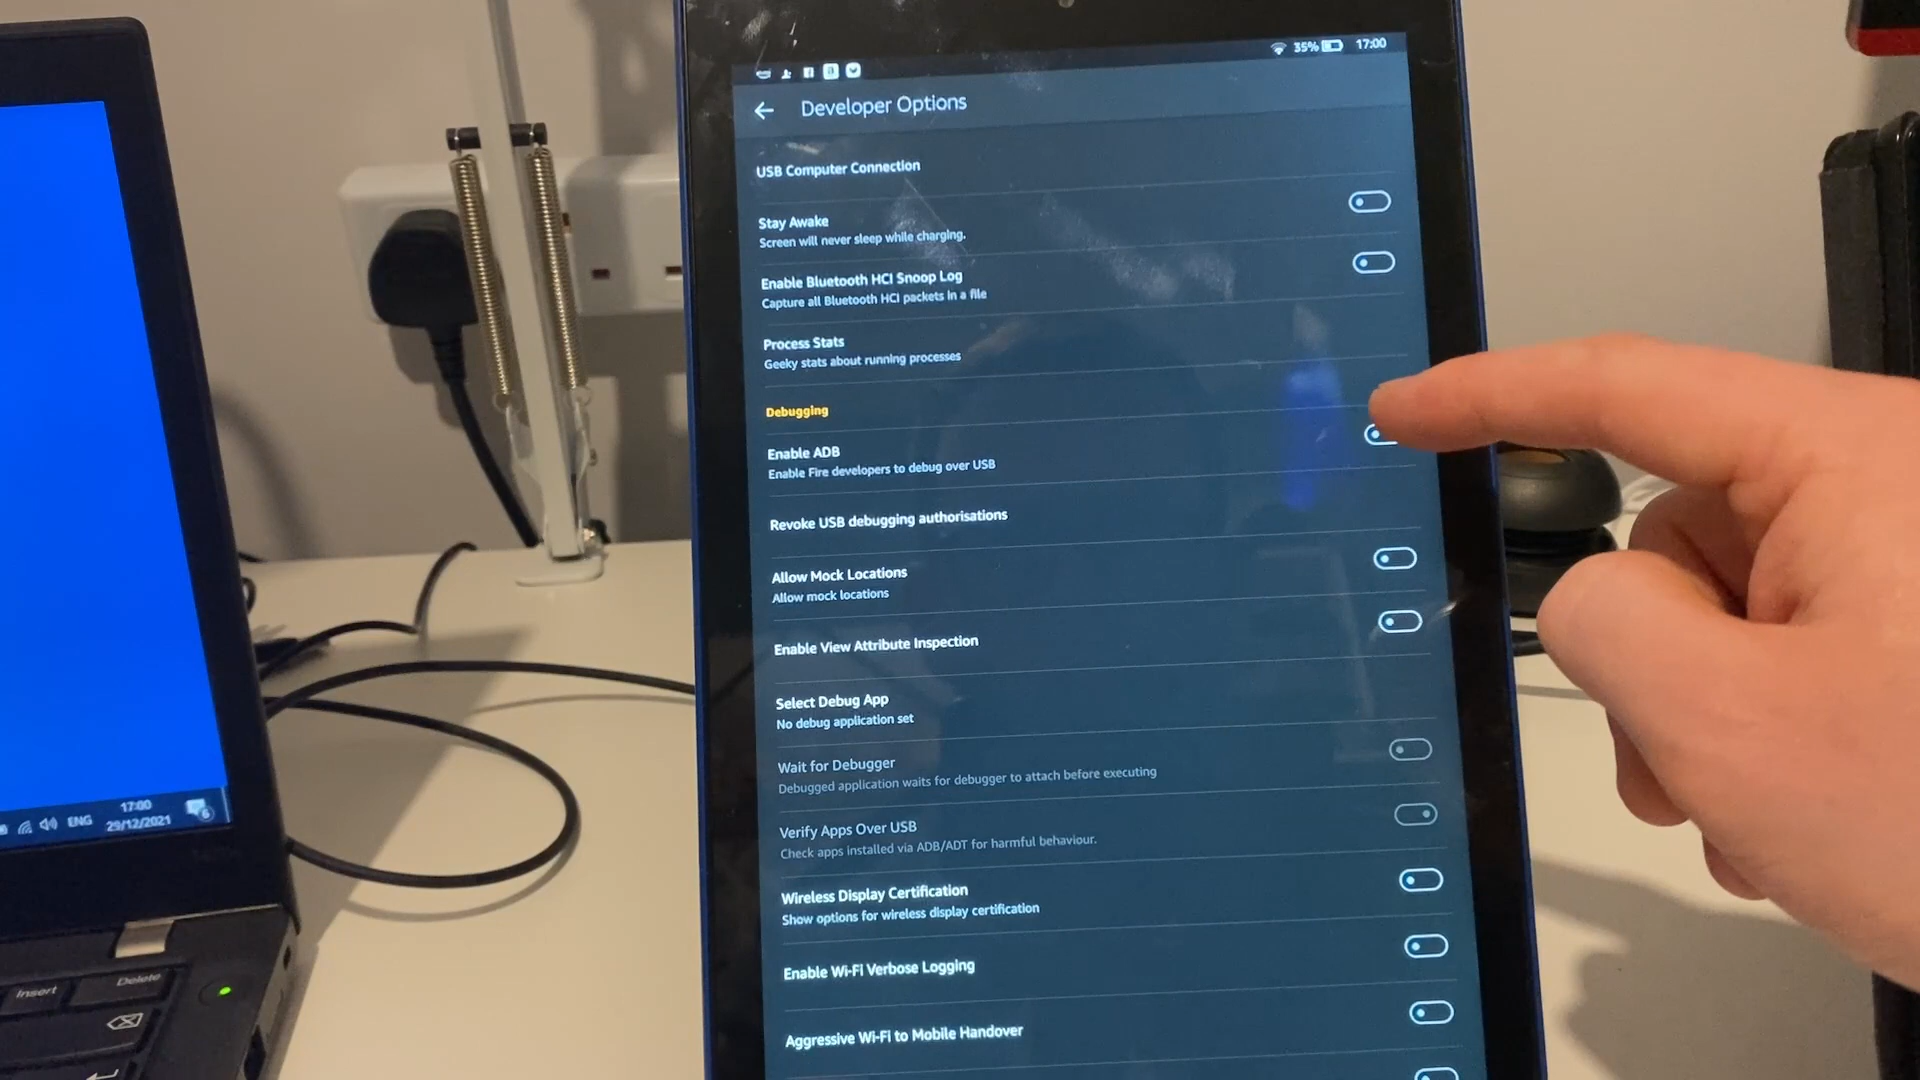 35% 17:00
Developer Options
USB Computer Connection
Stay Awake
Screen will never sleep while charging.
Enable Bluetooth HCI Snoop Log
Capture all Bluetooth HCI packets in a file
Process Stats
Geeky stats about running processes
Debugging
Enable ADB
Enable Fire developers to debug over USB
Revoke USB debugging authorisations
Allow Mock Locations
Allow mock locations
Enable View Attribute Inspection
Select Debug App
No debug application set
Wait for Debugger
Debugged application waits for debugger to attach before executing
Verify Apps Over USB
Check apps installed via ADB/ADT for harmful behaviour.
Wireless Display Certification
Show options for wireless display certification
Enable Wi-Fi Verbose Logging
Aggressive Wi-Fi to Mobile Handover
ENG
17:00
29/12/2021
6
Insert
Delete